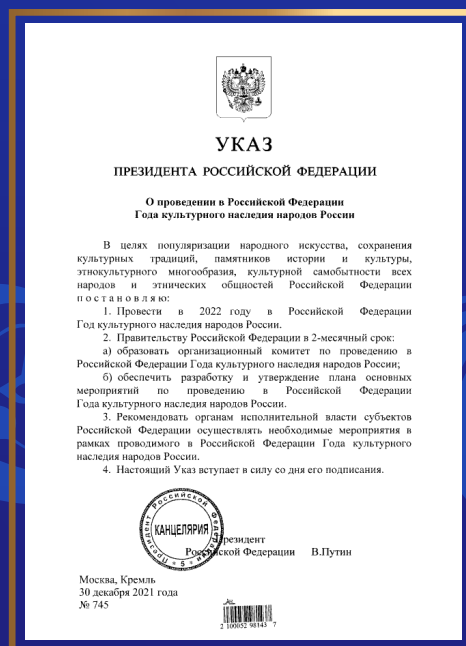 УКАЗ
ПРЕЗИДЕНТА РОССИЙСКОЙ ФЕДЕРАЦИИ
О проведении в Российской Федерации
Года культурного наследия народов России
В целях популяризации народного искусства, сохранения
культурных традиций, памятников истории и культуры,
этнокультурного многообразия, культурной самобытности всех
народов и этнических общностей Российской Федерации
постановляю:
1. Провести в 2022 году в Российской Федерации
Год культурного наследия народов России.
2. Правительству Российской Федерации в 2-месячный срок:
а) образовать организационный комитет по проведению в
Российской Федерации Года культурного наследия народов России;
б) обеспечить разработку и утверждение плана основных
мероприятий по проведению в Российской Федерации
Года культурного наследия народов России.
3. Рекомендовать органам исполнительной власти субъектов
Российской Федерации осуществлять необходимые мероприятия в
рамках проводимого в Российской Федерации Года культурного
наследия народов России.
4. Настоящий Указ вступает в силу со дня его подписания.
Президент Российской Федерации
КАНЦЕЛЯРИЯ
* 5 *
Президент
Российской Федерации В.Путин
Москва, Кремль
30 декабря 2021 года
№ 745
2 100052 98143 7